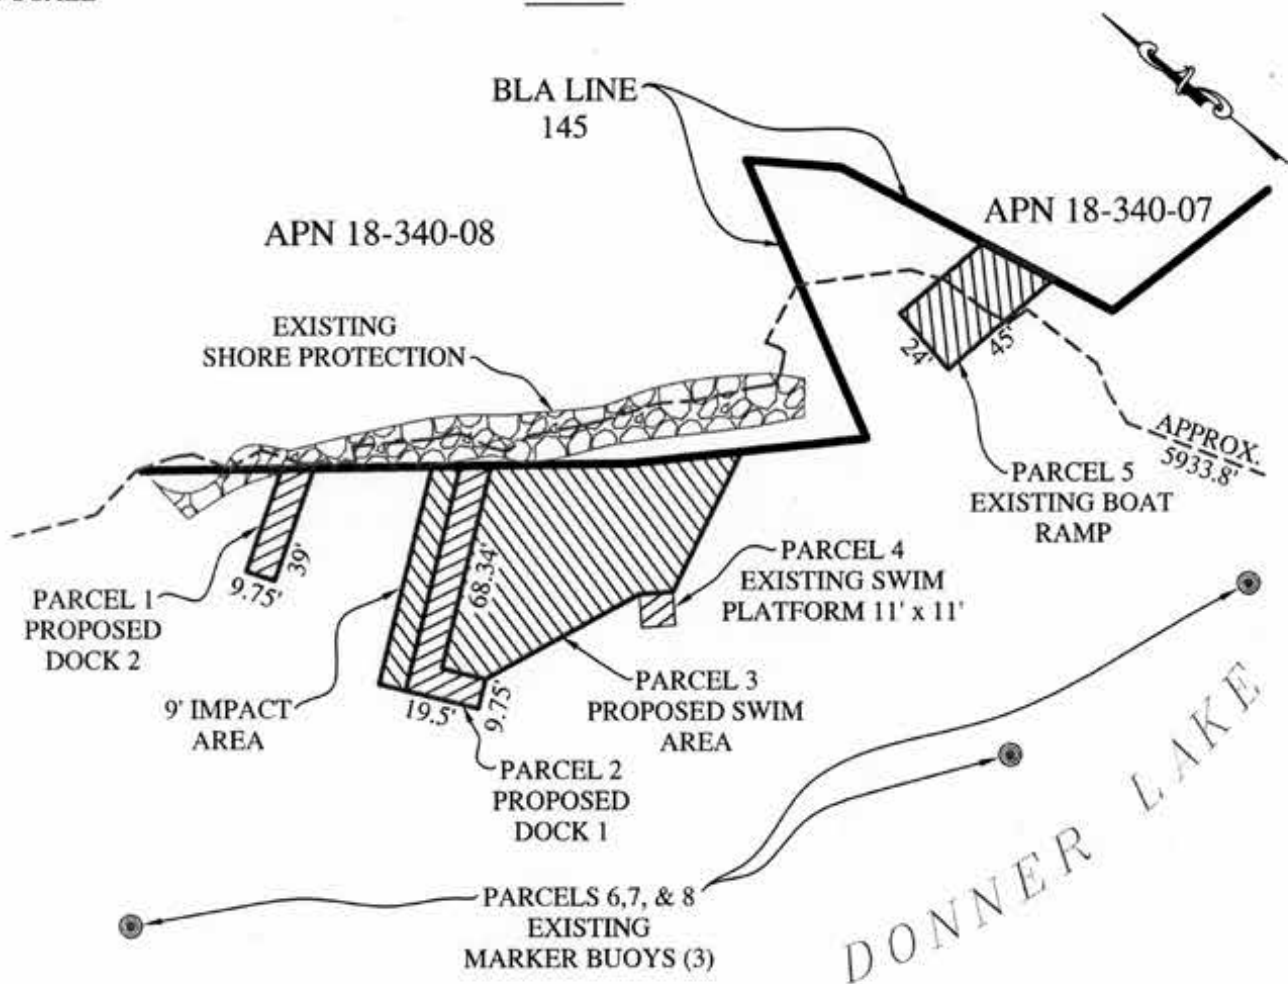 BLA LINE
145
APN 18-340-08
APN 18-340-07
EXISTING
SHORE PROTECTION
24'
45'
APPROX.
5933.8'
PARCEL 5
EXISTING BOAT
RAMP
PARCEL 4
EXISTING SWIM
PLATFORM 11' x 11'
39'
9.75'
68.34'
PARCEL 1
PROPOSED
DOCK 2
9' IMPACT
AREA
19.5'
9.75'
PARCEL 3
PROPOSED SWIM
AREA
PARCEL 2
PROPOSED
DOCK 1
PARCELS 6,7, & 8
EXISTING
MARKER BUOYS (3)
DONNER LAKE